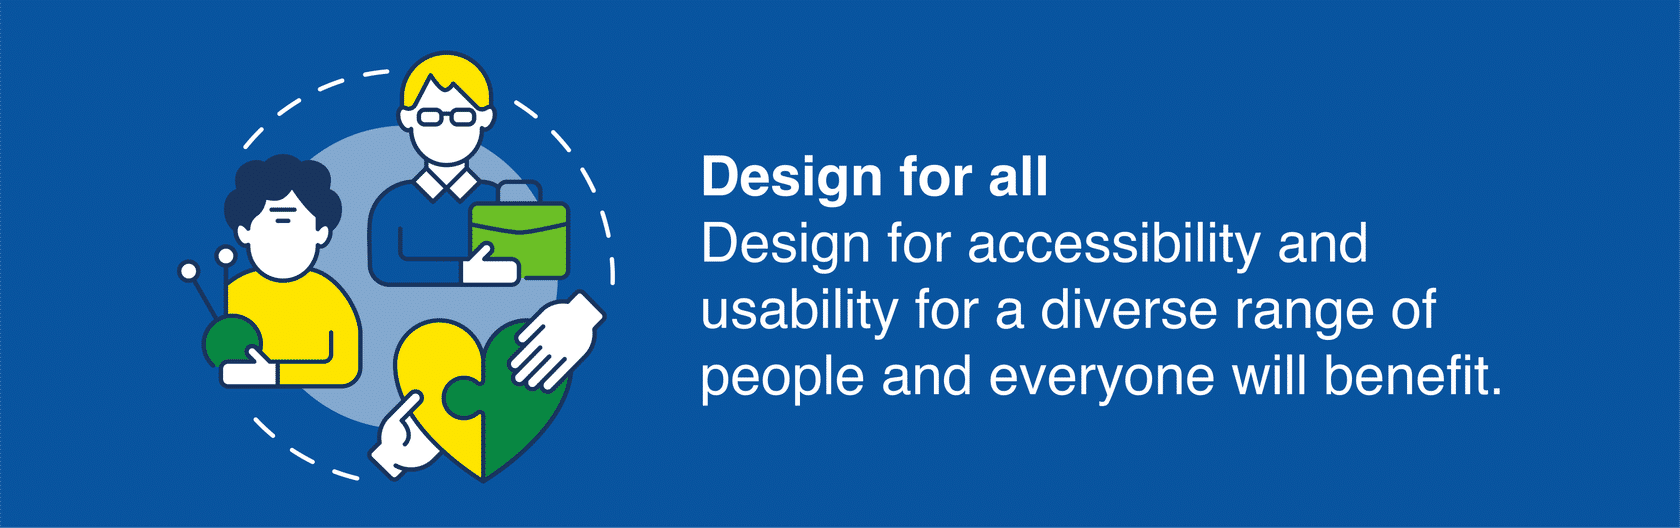 Design for all
Design for accessibility and
usability for a diverse range of
people and everyone will benefit.